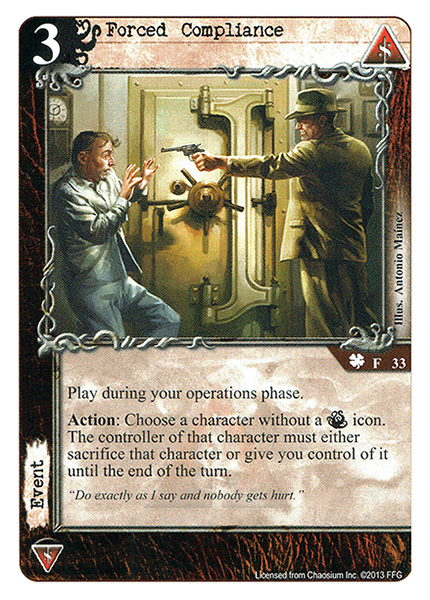 3
Forced Compliance
Illus. Antonio Maínez
F 33
Play during your operations phase.
Action: Choose a character without a icon.
The controller of that character must either
sacrifice that character or give you control of it
until the end of the turn.
“Do exactly as I say and nobody gets hurt.”
Event
Licensed from Chaosium Inc. ©2013 FFG